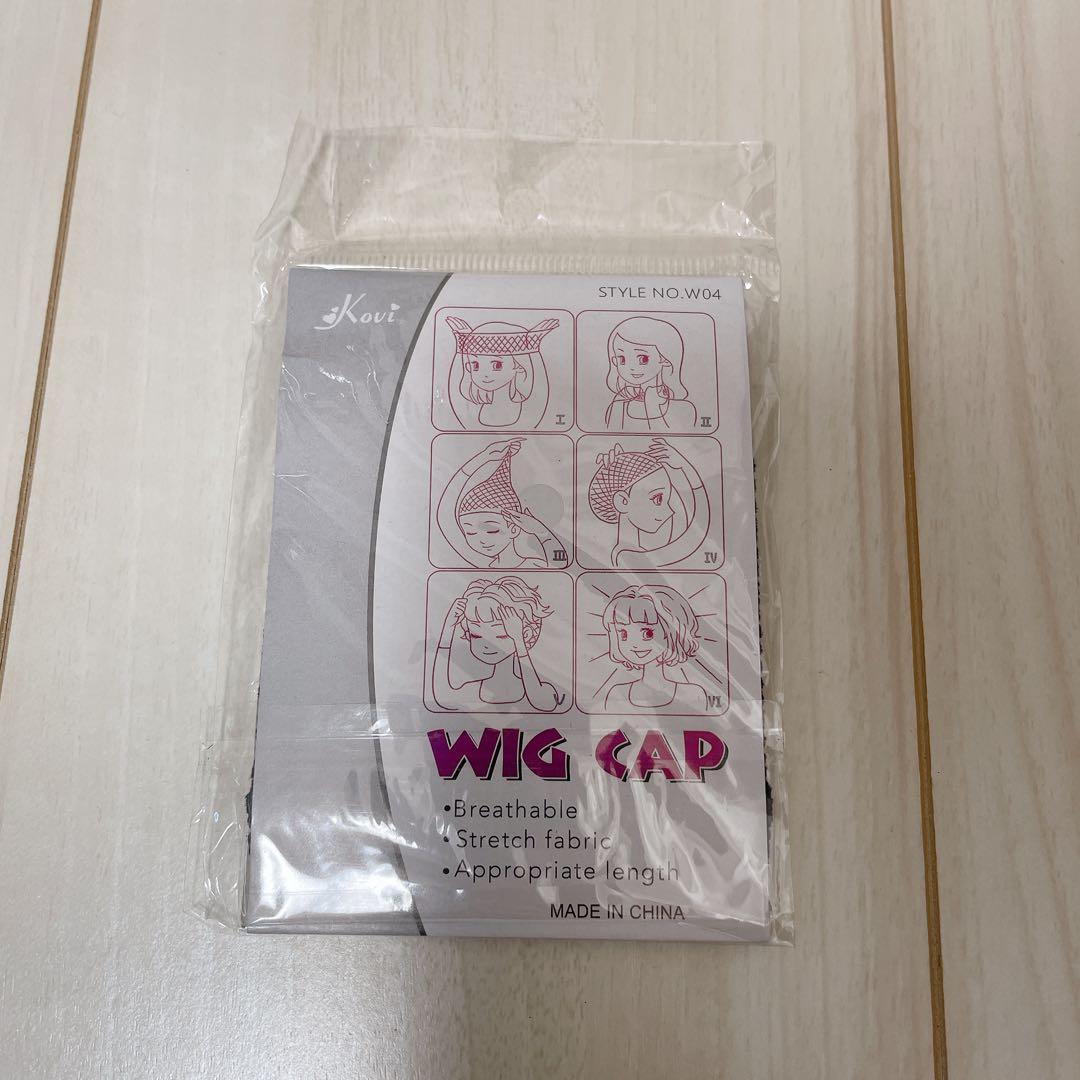 Kovi
STYLE NO.W04
I
II
III
IV
V
VI
WIG CAP
•Breathable
•Stretch fabric
•Appropriate length
MADE IN CHINA